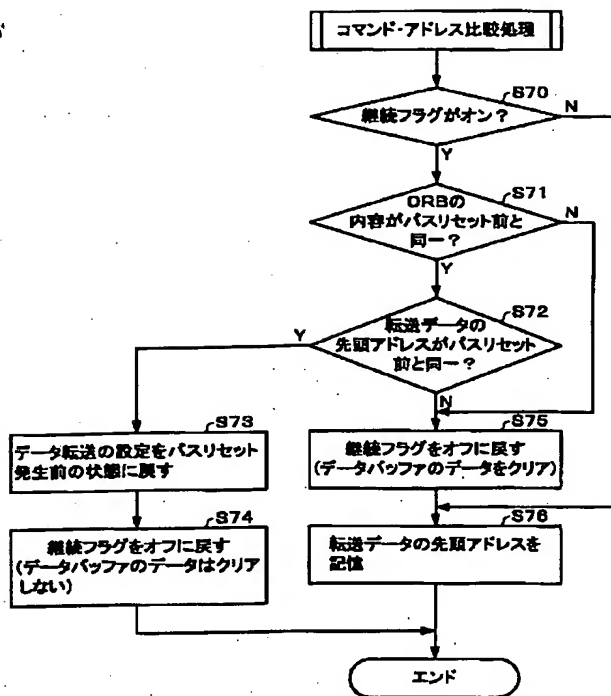 が
コマンド・アドレス比較処理
S70
継続フラグがオン?
N
Y
S71
ORBの
内容がバスリセット前と
同一?
N
Y
S72
転送データの
先頭アドレスがバスリセット
前と同一?
Y
N
S73
データ転送の設定をバスリセット
発生前の状態に戻す
S75
継続フラグをオフに戻す
(データバッファのデータをクリア)
S74
継続フラグをオフに戻す
(データバッファのデータはクリア
しない)
S76
転送データの先頭アドレスを
記憶
エンド